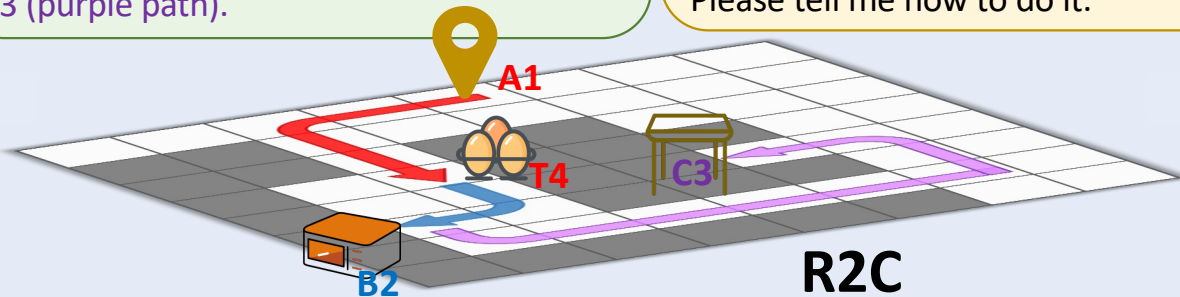 3 (purple path).
Please tell me how to do it.
A1
T4
C3
B2
R2C